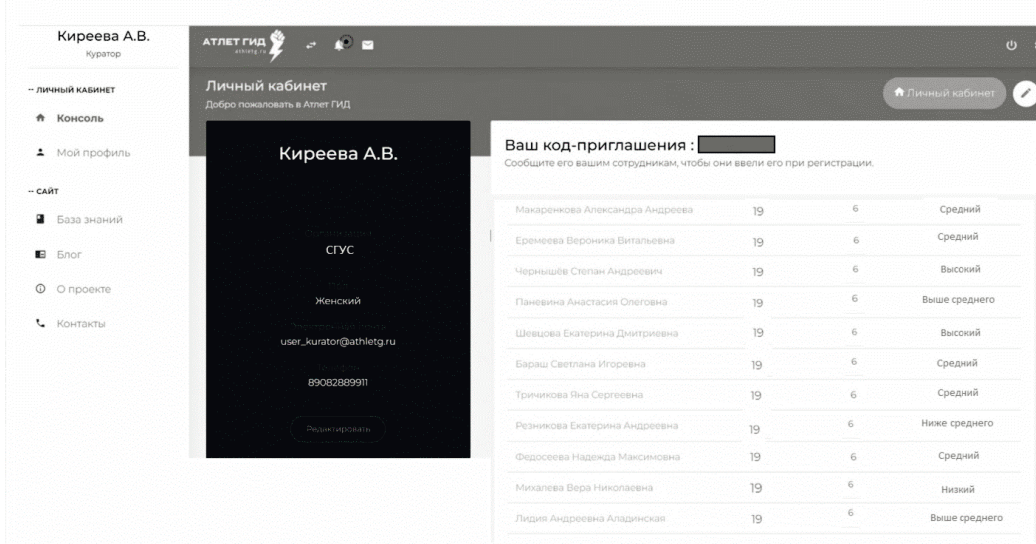 Киреева А.В.
Куратор
-- ЛИЧНЫЙ КАБИНЕТ
Консоль
Мой профиль
-- САЙТ
База знаний
Блог
О проекте
Контакты
АТЛЕТ ГИД
athletg.ru
Личный кабинет
Добро пожаловать в Атлет ГИД
Личный кабинет
Киреева А.В.
СГУС
Пол
Женский
Электронная почта
user_kurator@athletg.ru
Телефон
89082889911
Редактировать
Ваш код-приглашения :
Сообщите его вашим сотрудникам, чтобы они ввели его при регистрации.
Макаренкова Александра Андреева 19 6 Средний
Еремеева Вероника Витальевна 19 6 Средний
Чернышёв Степан Андреевич 19 6 Высокий
Паневина Анастасия Олеговна 19 6 Выше среднего
Шевцова Екатерина Дмитриевна 19 6 Высокий
Бараш Светлана Игоревна 19 6 Средний
Тричикова Яна Сергеевна 19 6 Средний
Резникова Екатерина Андреевна 19 6 Ниже среднего
Федосеева Надежда Максимовна 19 6 Средний
Михалева Вера Николаевна 19 6 Низкий
Лидия Андреевна Аладинская 19 6 Выше среднего